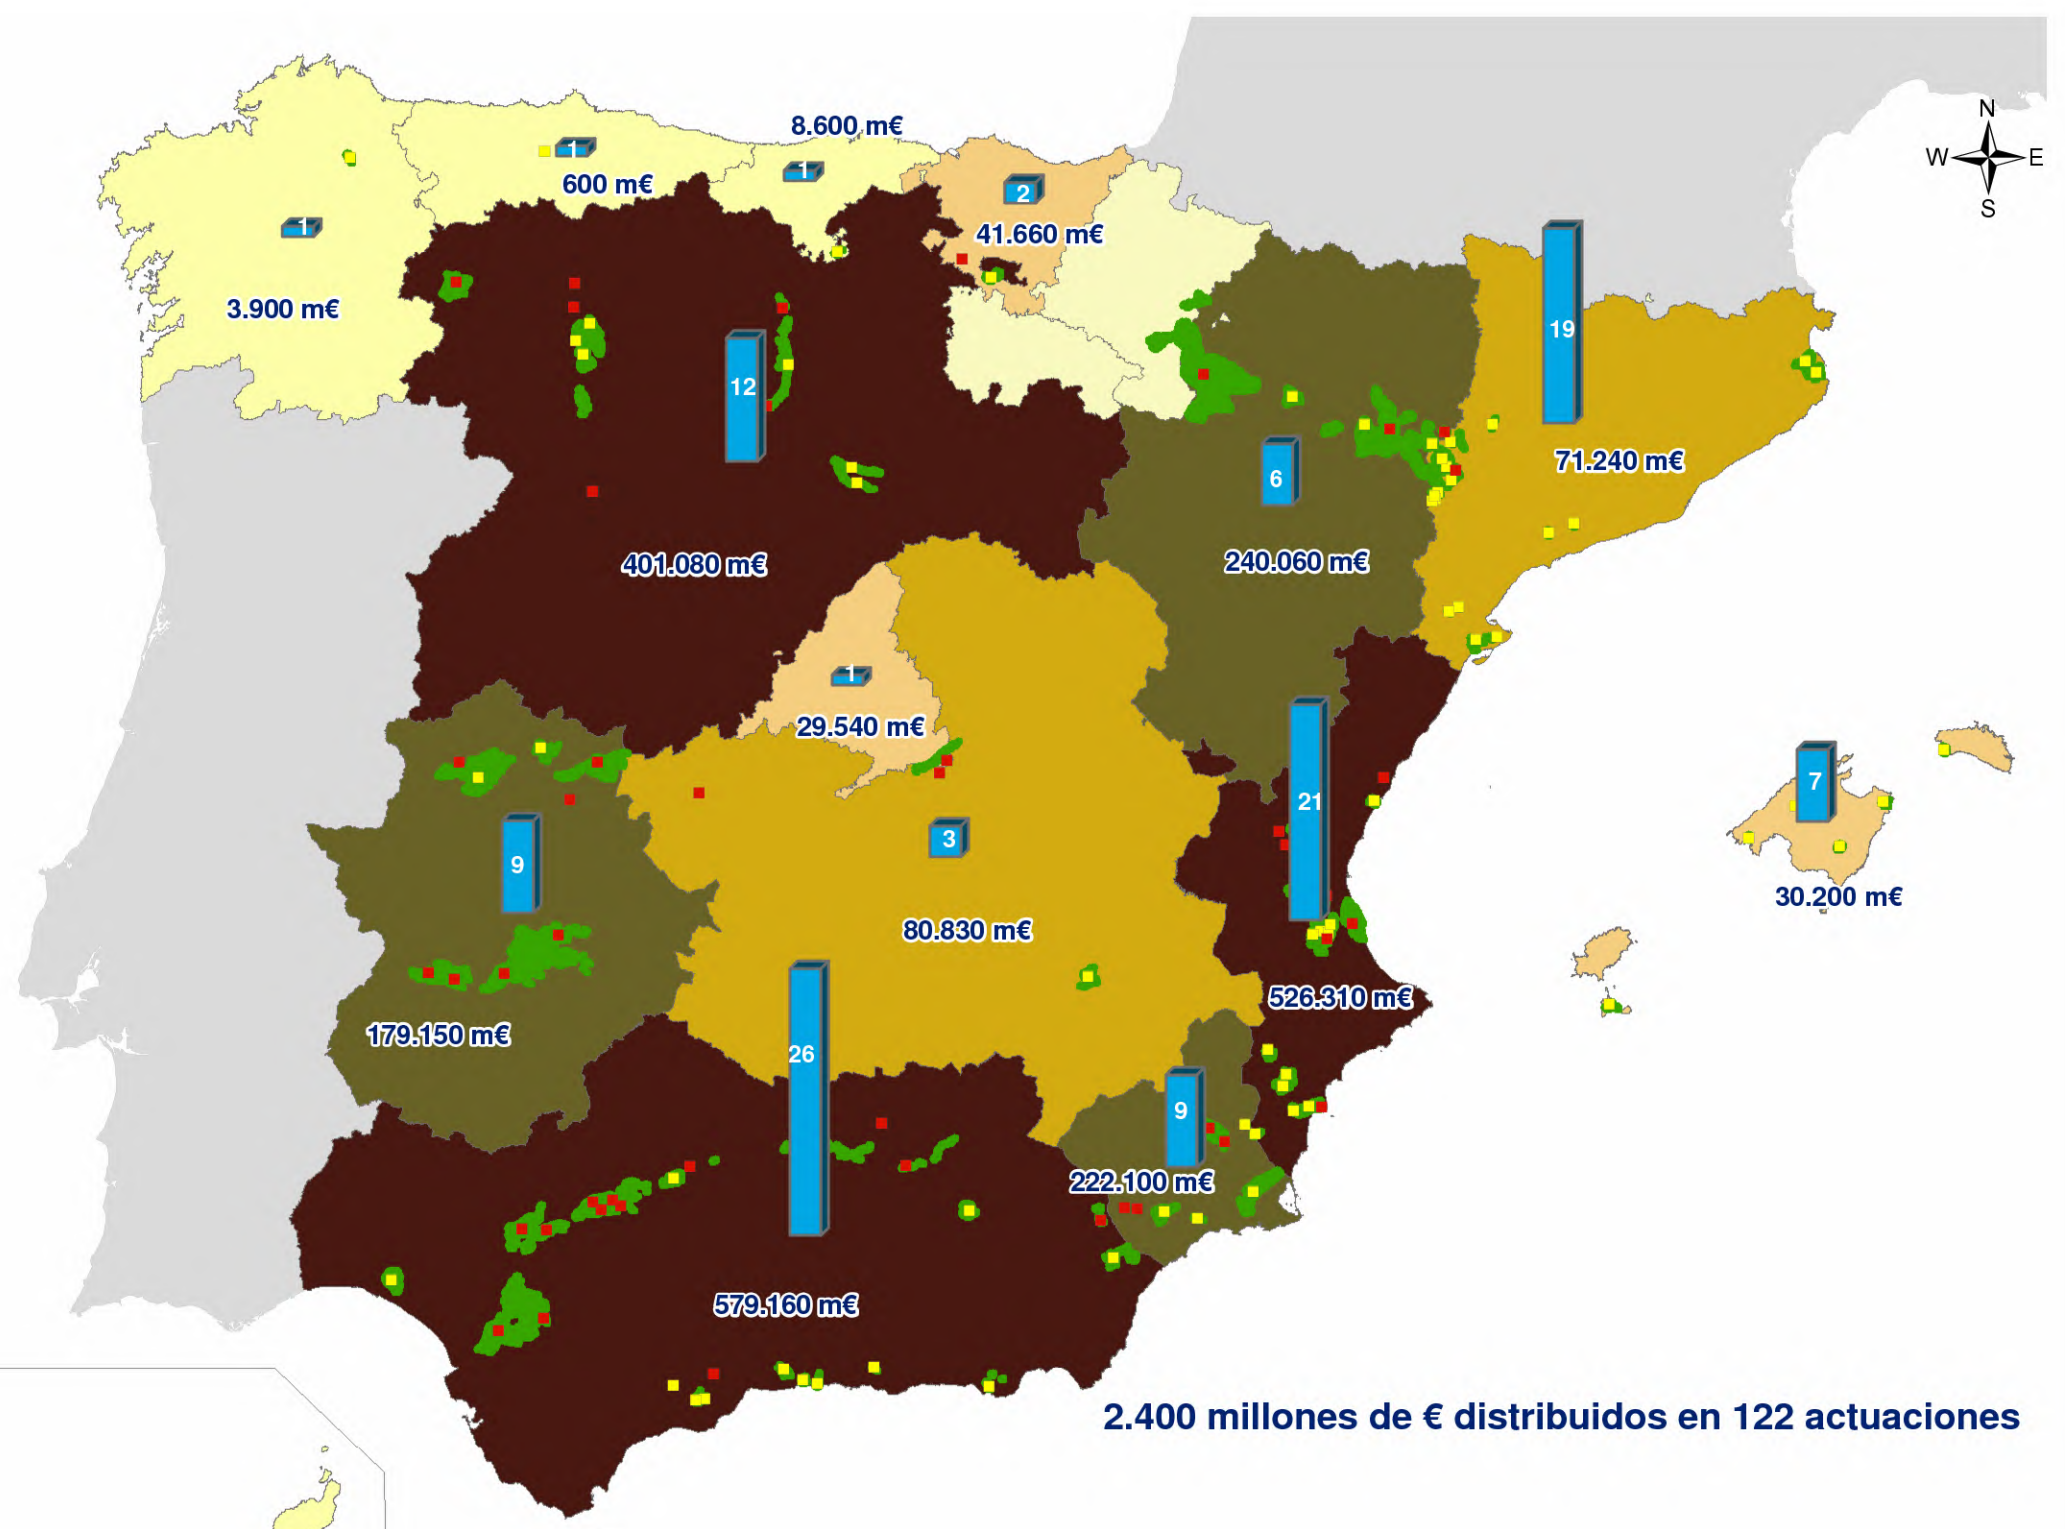 8.600 m€
N
1
W
E
1
600 m€
2
S
1
41.660 m€
3.900 m€
19
12
71.240 m€
6
401.080 m€
240.060 m€
1
29.540 m€
7
21
3
9
30.200 m€
80.830 m€
526.310 m€
179.150 m€
26
9
222.100 m€
579.160 m€
2.400 millones de € distribuidos en 122 actuaciones